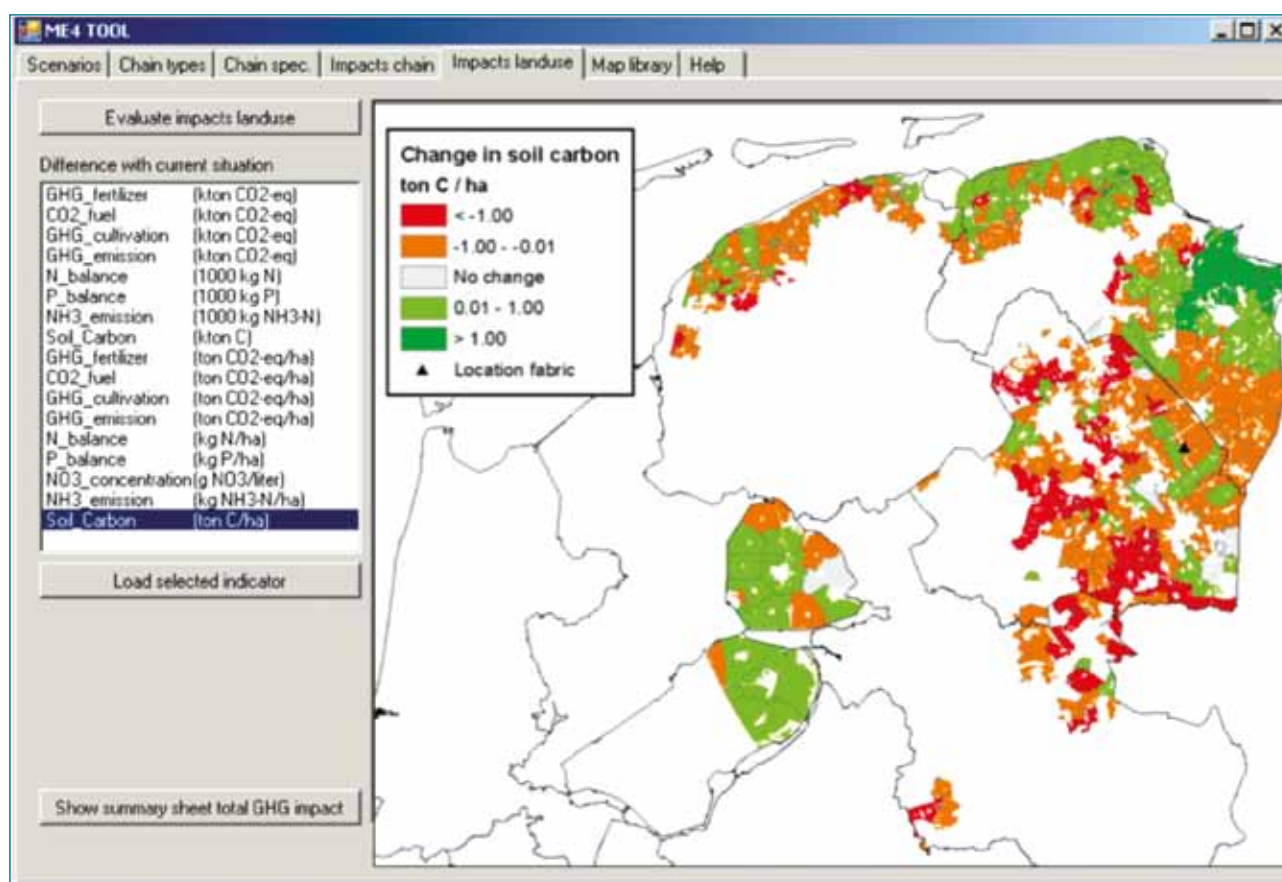 ME4 TOOL
Scenarios Chain types Chain spec. Impacts chain Impacts landuse Map library Help
Evaluate impacts landuse
Difference with current situation
GHG_fertilizer (kton CO2-eq)
CO2_fuel (kton CO2-eq)
GHG_cultivation (kton CO2-eq)
GHG_emission (kton CO2-eq)
N_balance (1000 kg N)
P_balance (1000 kg P)
NH3_emission (1000 kg NH3-N)
Soil_Carbon (kton C)
GHG_fertilizer (ton CO2-eq/ha)
CO2_fuel (ton CO2-eq/ha)
GHG_cultivation (ton CO2-eq/ha)
GHG_emission (ton CO2-eq/ha)
N_balance (kg N/ha)
P_balance (kg P/ha)
NO3_concentration (g NO3/liter)
NH3_emission (kg NH3-N/ha)
Soil_Carbon (ton C/ha)
Load selected indicator
Show summary sheet total GHG impact
Change in soil carbon
ton C / ha
< -1.00
-1.00 - -0.01
No change
0.01 - 1.00
> 1.00
Location fabric